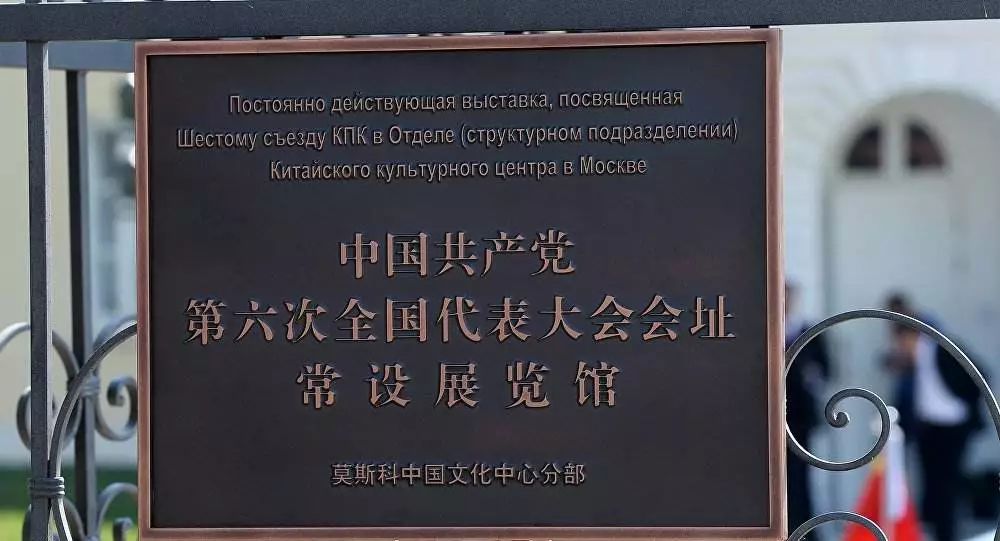 Постоянно действующая выставка, посвященная
Шестому съезду КПК в Отделе (структурном подразделении)
Китайского культурного центра в Москве
中国共产党
第六次全国代表大会会址
常设展览馆
莫斯科中国文化中心分部